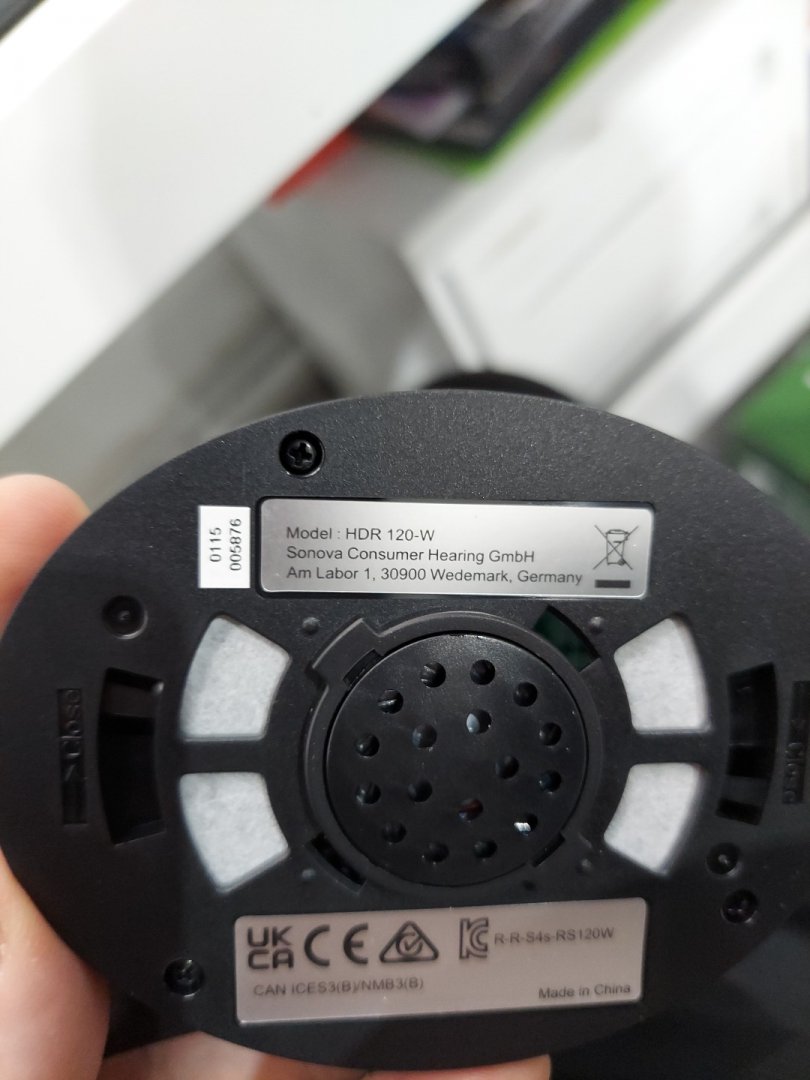 0115
005876
Model : HDR 120-W
Sonova Consumer Hearing GmbH
Am Labor 1, 30900 Wedemark, Germany
Close
Open
UK
CA CE
R-R-S4s-RS120W
CAN ICES3(B)/NMB3(B)
Made in China